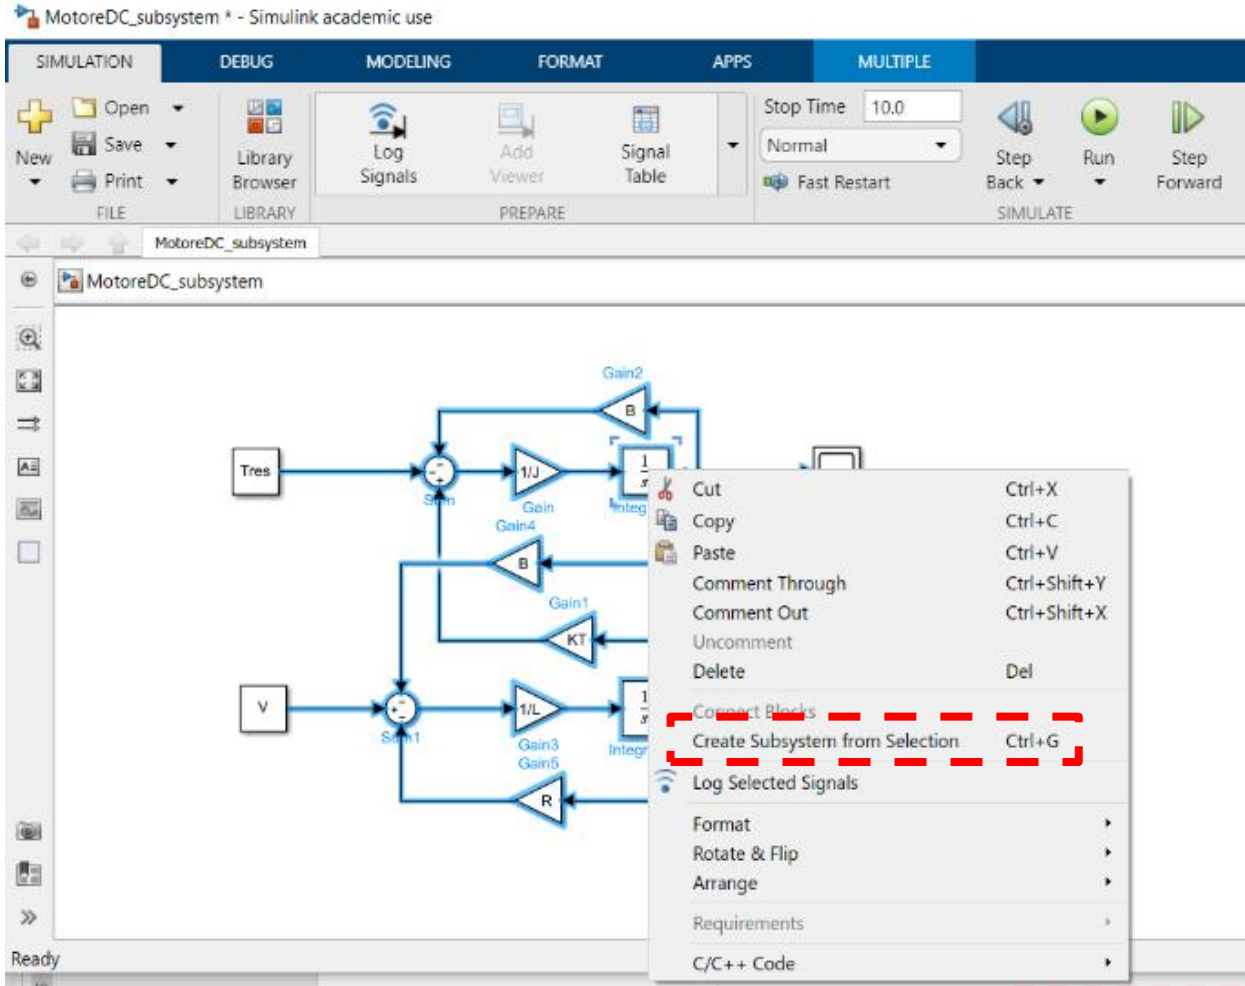 MotoreDC_subsystem * - Simulink academic use
SIMULATION DEBUG MODELING FORMAT APPS MULTIPLE
New
Open
Save
Print
FILE
Library
Browser
LIBRARY
Log
Signals
Add
Viewer
Signal
Table
PREPARE
Stop Time 10.0
Normal
Fast Restart
Step
Back
Run
Step
Forward
SIMULATE
MotoreDC_subsystem
MotoreDC_subsystem
Gain2
B
Tres
1/J
1
s
Sum
Gain
Integ
Gain4
B
Gain1
KT
V
1/L
1
s
Sum1
Gain3
Integr
Gain5
R
Cut Ctrl+X
Copy Ctrl+C
Paste Ctrl+V
Comment Through Ctrl+Shift+Y
Comment Out Ctrl+Shift+X
Uncomment
Delete Del
Connect Blocks
Create Subsystem from Selection Ctrl+G
Log Selected Signals
Format
Rotate & Flip
Arrange
Requirements
C/C++ Code
Ready